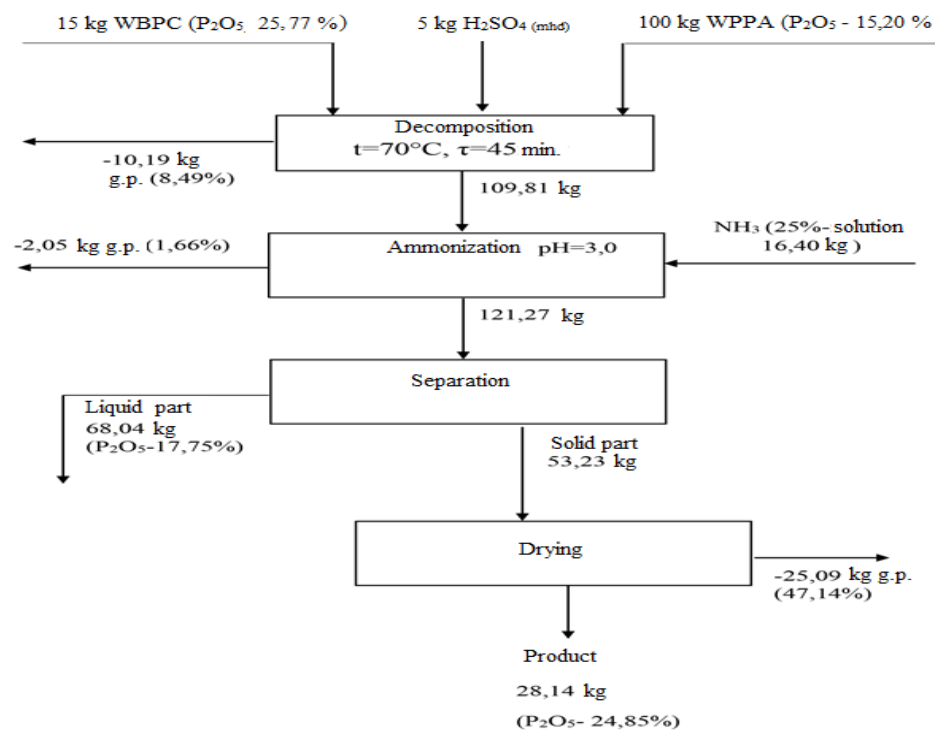 15 kg WBPC (P₂O₅ 25,77 %)
5 kg H₂SO₄ (mhd)
100 kg WPPA (P₂O₅ - 15,20 %
Decomposition
t=70°C, τ=45 min.
-10,19 kg
g.p. (8,49%)
109,81 kg
-2,05 kg g.p. (1,66%)
Ammonization pH=3,0
NH₃ (25%- solution
16,40 kg )
121,27 kg
Separation
Liquid part
68,04 kg
(P₂O₅-17,75%)
Solid part
53,23 kg
Drying
-25,09 kg g.p.
(47,14%)
Product
28,14 kg
(P₂O₅- 24,85%)